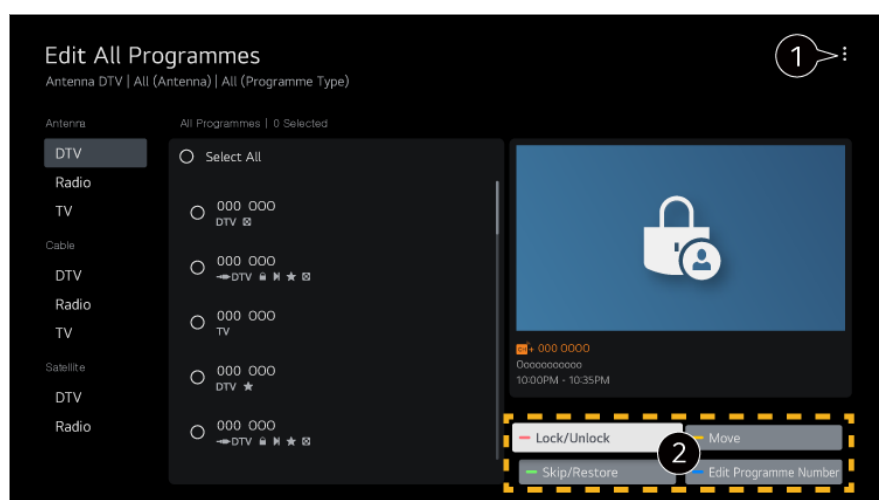 Edit All Programmes
1
Antenna DTV | All (Antenna) | All (Programme Type)
Antenna
DTV
Radio
TV
Cable
DTV
Radio
TV
Satellite
DTV
Radio
All Programmes | 0 Selected
Select All
000 000
DTV
000 000
DTV
000 000
TV
000 000
DTV
000 000
DTV
+ 000 0000
Ooooooooooo
10:00PM - 10:35PM
Lock/Unlock
Move
2
Skip/Restore
Edit Programme Number